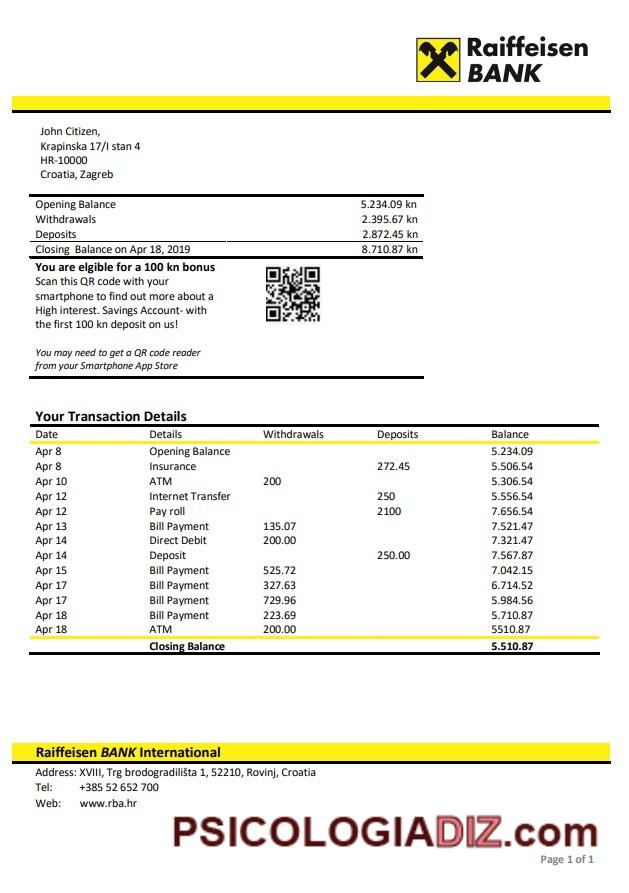 Raiffeisen
BANK
John Citizen,
Krapinska 17/I stan 4
HR-10000
Croatia, Zagreb
Opening Balance 5.234.09 kn
Withdrawals 2.395.67 kn
Deposits 2.872.45 kn
Closing Balance on Apr 18, 2019 8.710.87 kn
You are elgible for a 100 kn bonus
Scan this QR code with your
smartphone to find out more about a
High interest. Savings Account- with
the first 100 kn deposit on us!
You may need to get a QR code reader
from your Smartphone App Store
Your Transaction Details
Date Details Withdrawals Deposits Balance
Apr 8 Opening Balance 5.234.09
Apr 8 Insurance 272.45 5.506.54
Apr 10 ATM 200 5.306.54
Apr 12 Internet Transfer 250 5.556.54
Apr 12 Pay roll 2100 7.656.54
Apr 13 Bill Payment 135.07 7.521.47
Apr 14 Direct Debit 200.00 7.321.47
Apr 14 Deposit 250.00 7.567.87
Apr 15 Bill Payment 525.72 7.042.15
Apr 17 Bill Payment 327.63 6.714.52
Apr 17 Bill Payment 729.96 5.984.56
Apr 18 Bill Payment 223.69 5.710.87
Apr 18 ATM 200.00 5510.87
Closing Balance 5.510.87
Raiffeisen BANK International
Address: XVIII, Trg brodogradilišta 1, 52210, Rovinj, Croatia
Tel: +385 52 652 700
Web: www.rba.hr
PSICOLOGIADIZ.com
Page 1 of 1